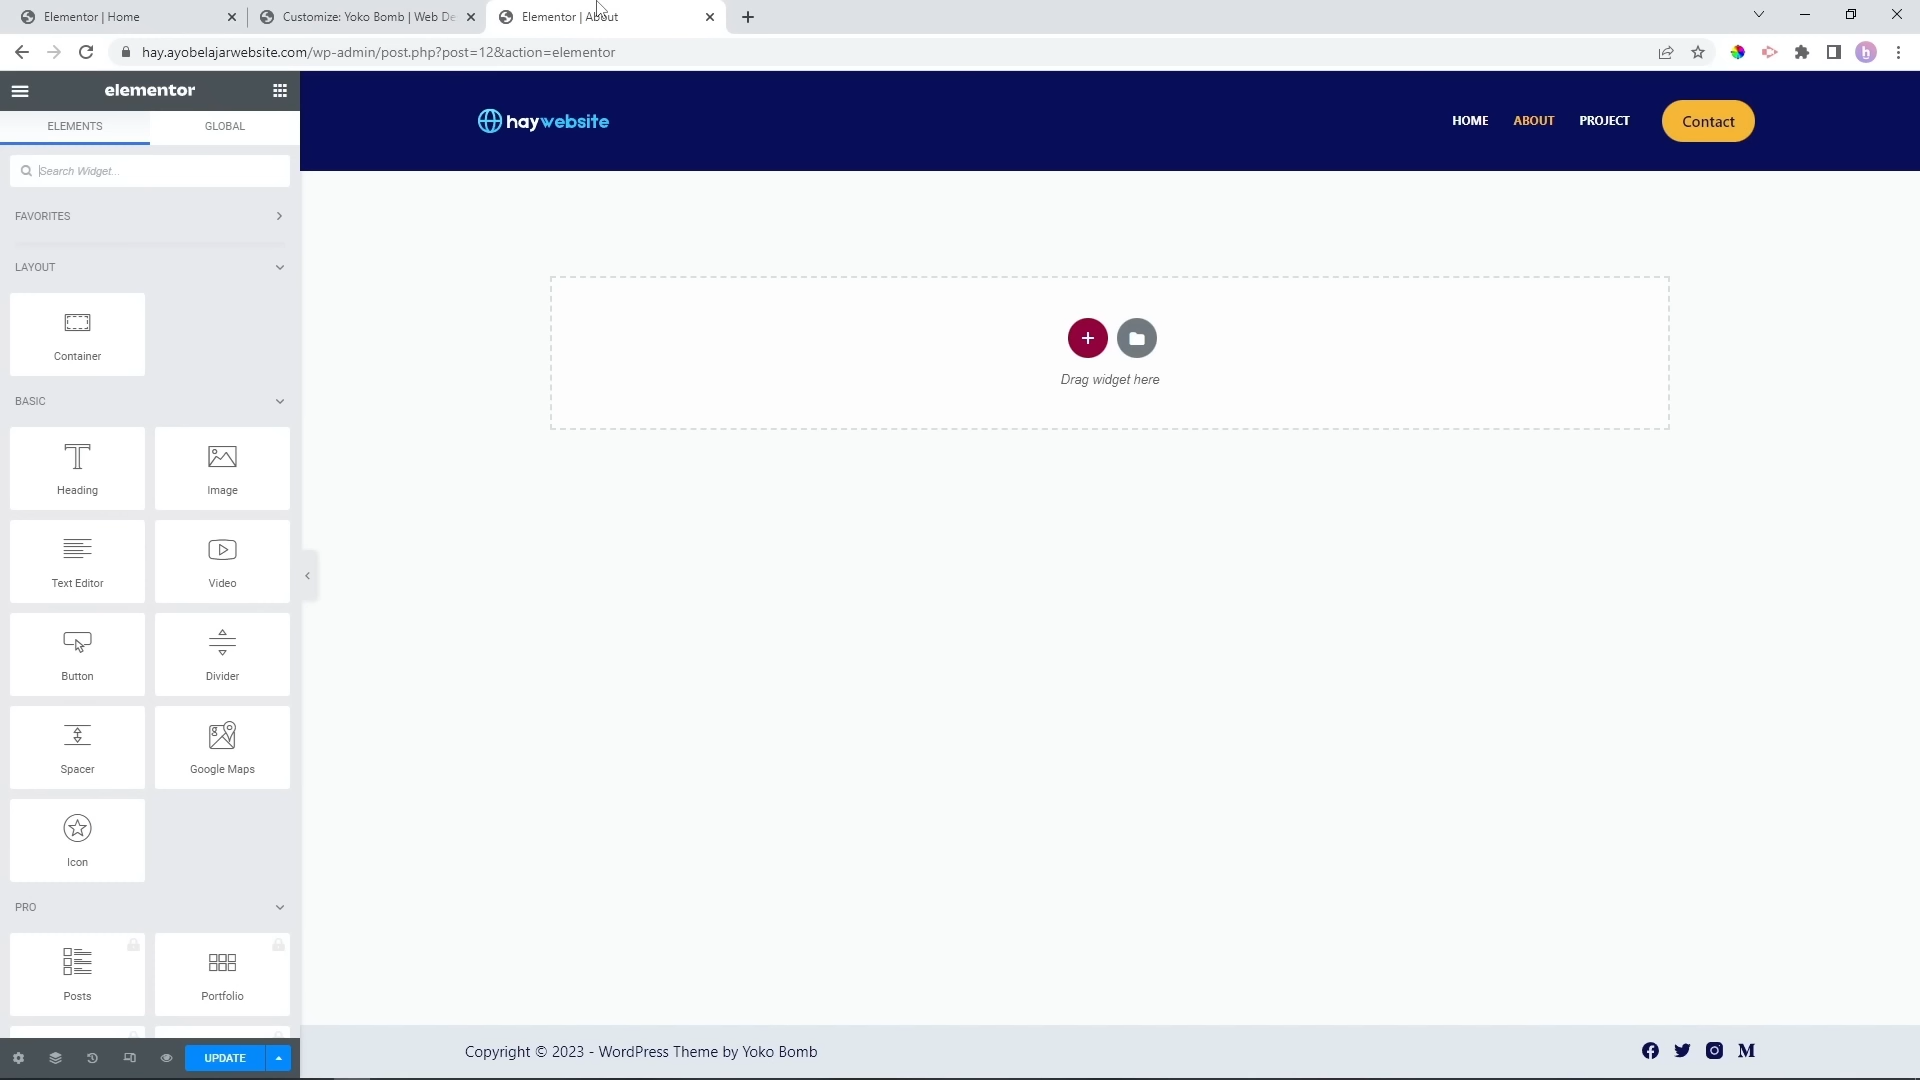 Elementor | Home
Customize: Yoko Bomb | Web De
Elementor | About
hay.ayobelajarwebsite.com/wp-admin/post.php?post=12&action=elementor
h
elementor
ELEMENTS
GLOBAL
Search Widget...
FAVORITES
LAYOUT
Container
BASIC
Heading
Image
Text Editor
Video
Button
Divider
Spacer
Google Maps
Icon
PRO
Posts
Portfolio
UPDATE
haywebsite
HOME
ABOUT
PROJECT
Contact
Drag widget here
Copyright © 2023 - WordPress Theme by Yoko Bomb